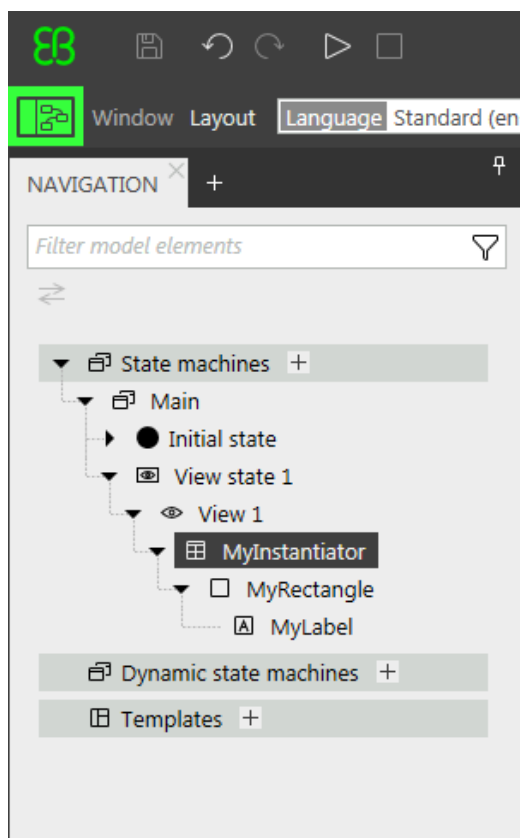 EB
Window Layout Language Standard (en
NAVIGATION
Filter model elements
State machines
Main
Initial state
View state 1
View 1
MyInstantiator
MyRectangle
A MyLabel
Dynamic state machines
Templates